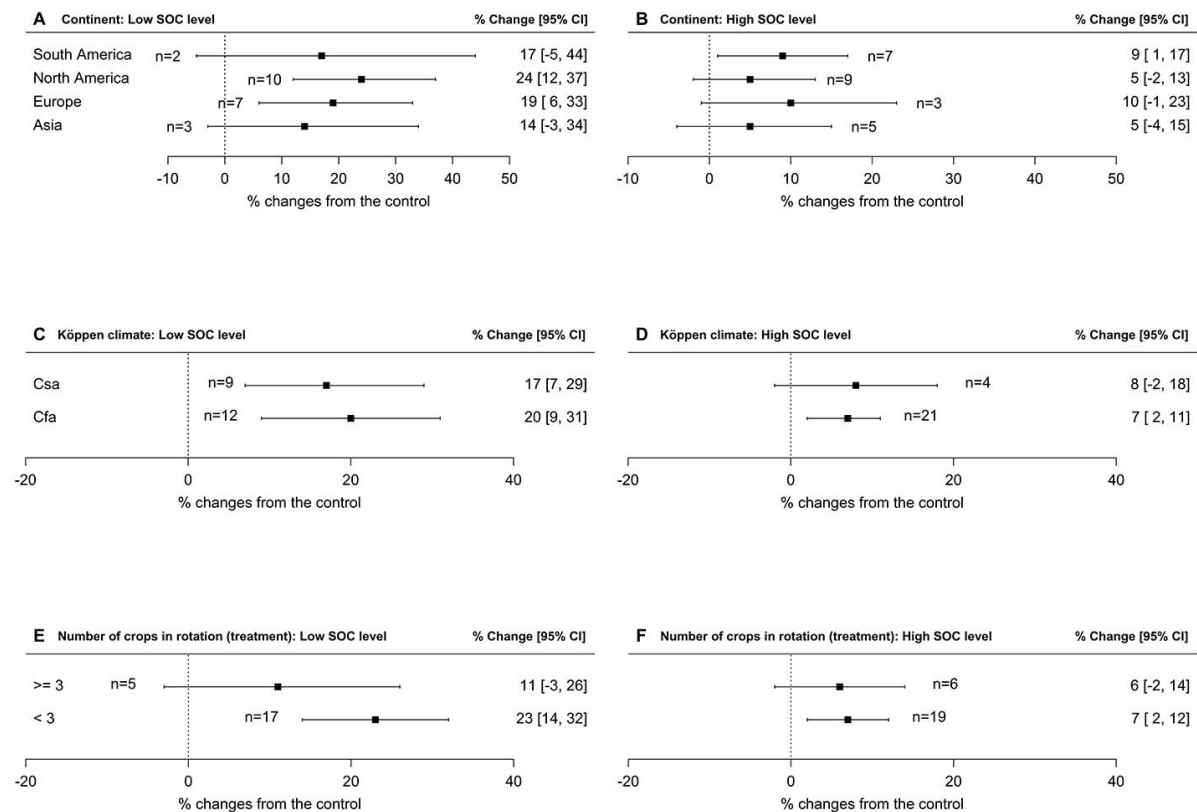 A Continent: Low SOC level % Change [95% CI]
South America n=2 17 [-5, 44]
North America n=10 24 [12, 37]
Europe n=7 19 [ 6, 33]
Asia n=3 14 [-3, 34]
-10 0 10 20 30 40 50
% changes from the control
B Continent: High SOC level % Change [95% CI]
n=7 9 [ 1, 17]
n=9 5 [-2, 13]
n=3 10 [-1, 23]
n=5 5 [-4, 15]
-10 0 10 20 30 40 50
% changes from the control
C Köppen climate: Low SOC level % Change [95% CI]
Csa n=9 17 [7, 29]
Cfa n=12 20 [9, 31]
-20 0 20 40
% changes from the control
D Köppen climate: High SOC level % Change [95% CI]
n=4 8 [-2, 18]
n=21 7 [ 2, 11]
-20 0 20 40
% changes from the control
E Number of crops in rotation (treatment): Low SOC level % Change [95% CI]
>= 3 n=5 11 [-3, 26]
< 3 n=17 23 [14, 32]
-20 0 20 40
% changes from the control
F Number of crops in rotation (treatment): High SOC level % Change [95% CI]
n=6 6 [-2, 14]
n=19 7 [ 2, 12]
-20 0 20 40
% changes from the control